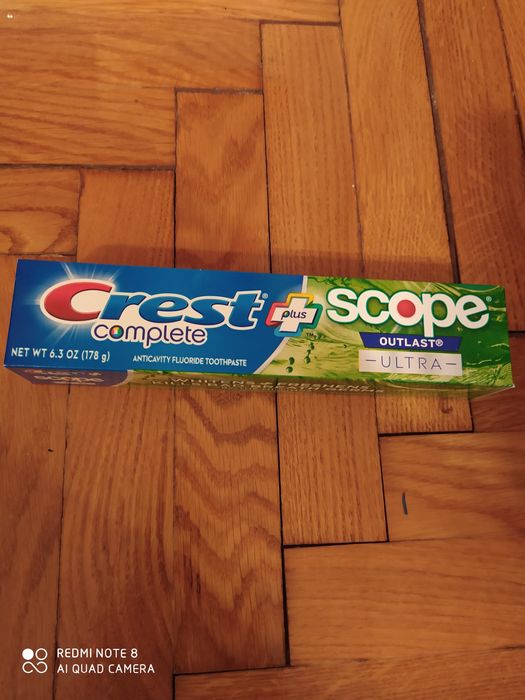 Crest
complete
plus
scope®
OUTLAST®
ULTRA
NET WT 6.3 OZ (178 g)
ANTICAVITY FLUORIDE TOOTHPASTE
REDMI NOTE 8
AI QUAD CAMERA